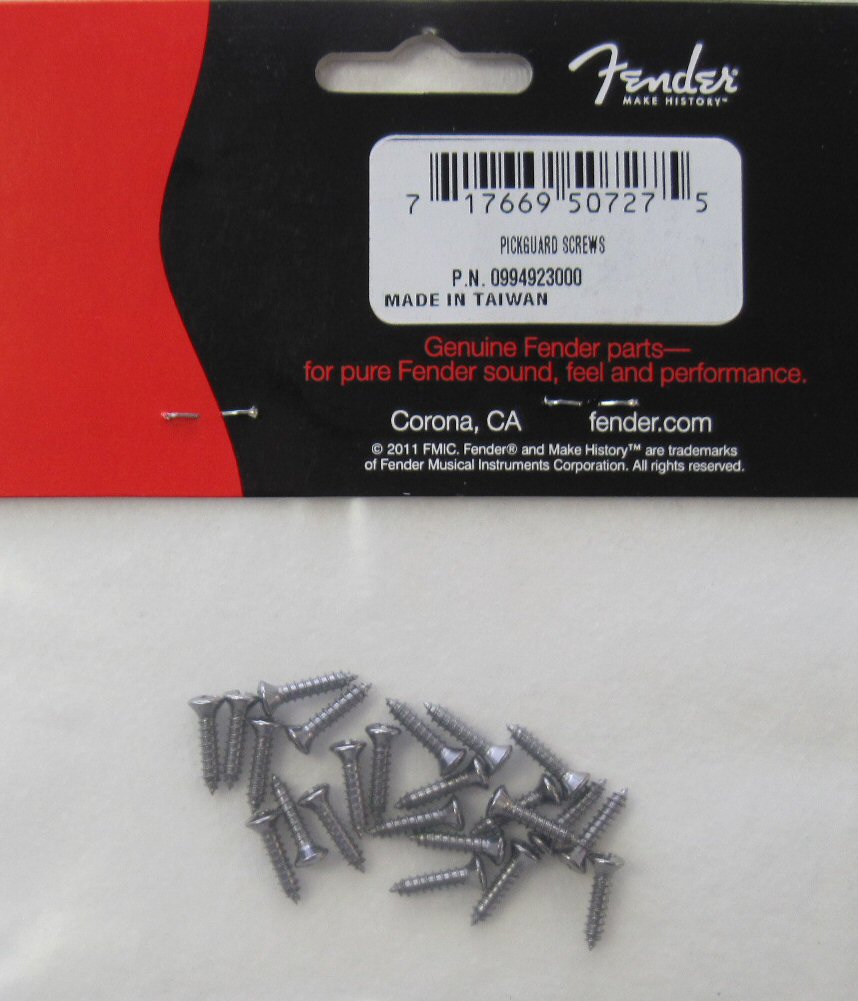 Fender
MAKE HISTORY™
7 17669 50727 5
PICKGUARD SCREWS
P.N. 0994923000
MADE IN TAIWAN
Genuine Fender parts—
for pure Fender sound, feel and performance.
Corona, CA fender.com
© 2011 FMIC. Fender® and Make History™ are trademarks
of Fender Musical Instruments Corporation. All rights reserved.